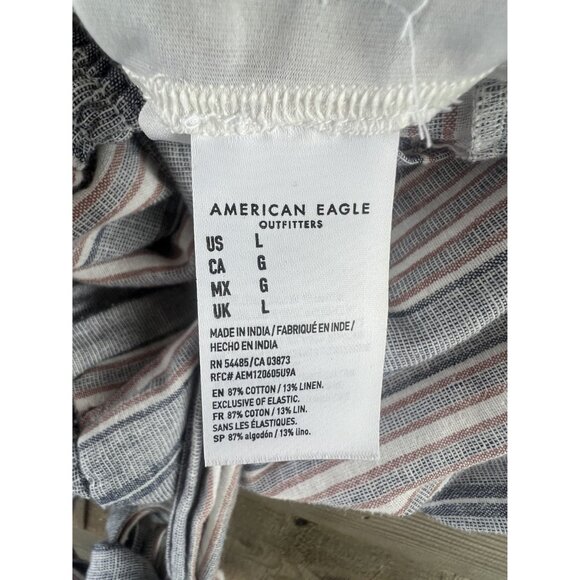 AMERICAN EAGLE
OUTFITTERS
US L
CA G
MX G
UK L
MADE IN INDIA / FABRIQUÉ EN INDE /
HECHO EN INDIA
RN 54485/CA 03873
RFC# AEM120605U9A
EN 87% COTTON / 13% LINEN.
EXCLUSIVE OF ELASTIC.
FR 87% COTON / 13% LIN.
SANS LES ÉLASTIQUES.
SP 87% algodón / 13% lino.